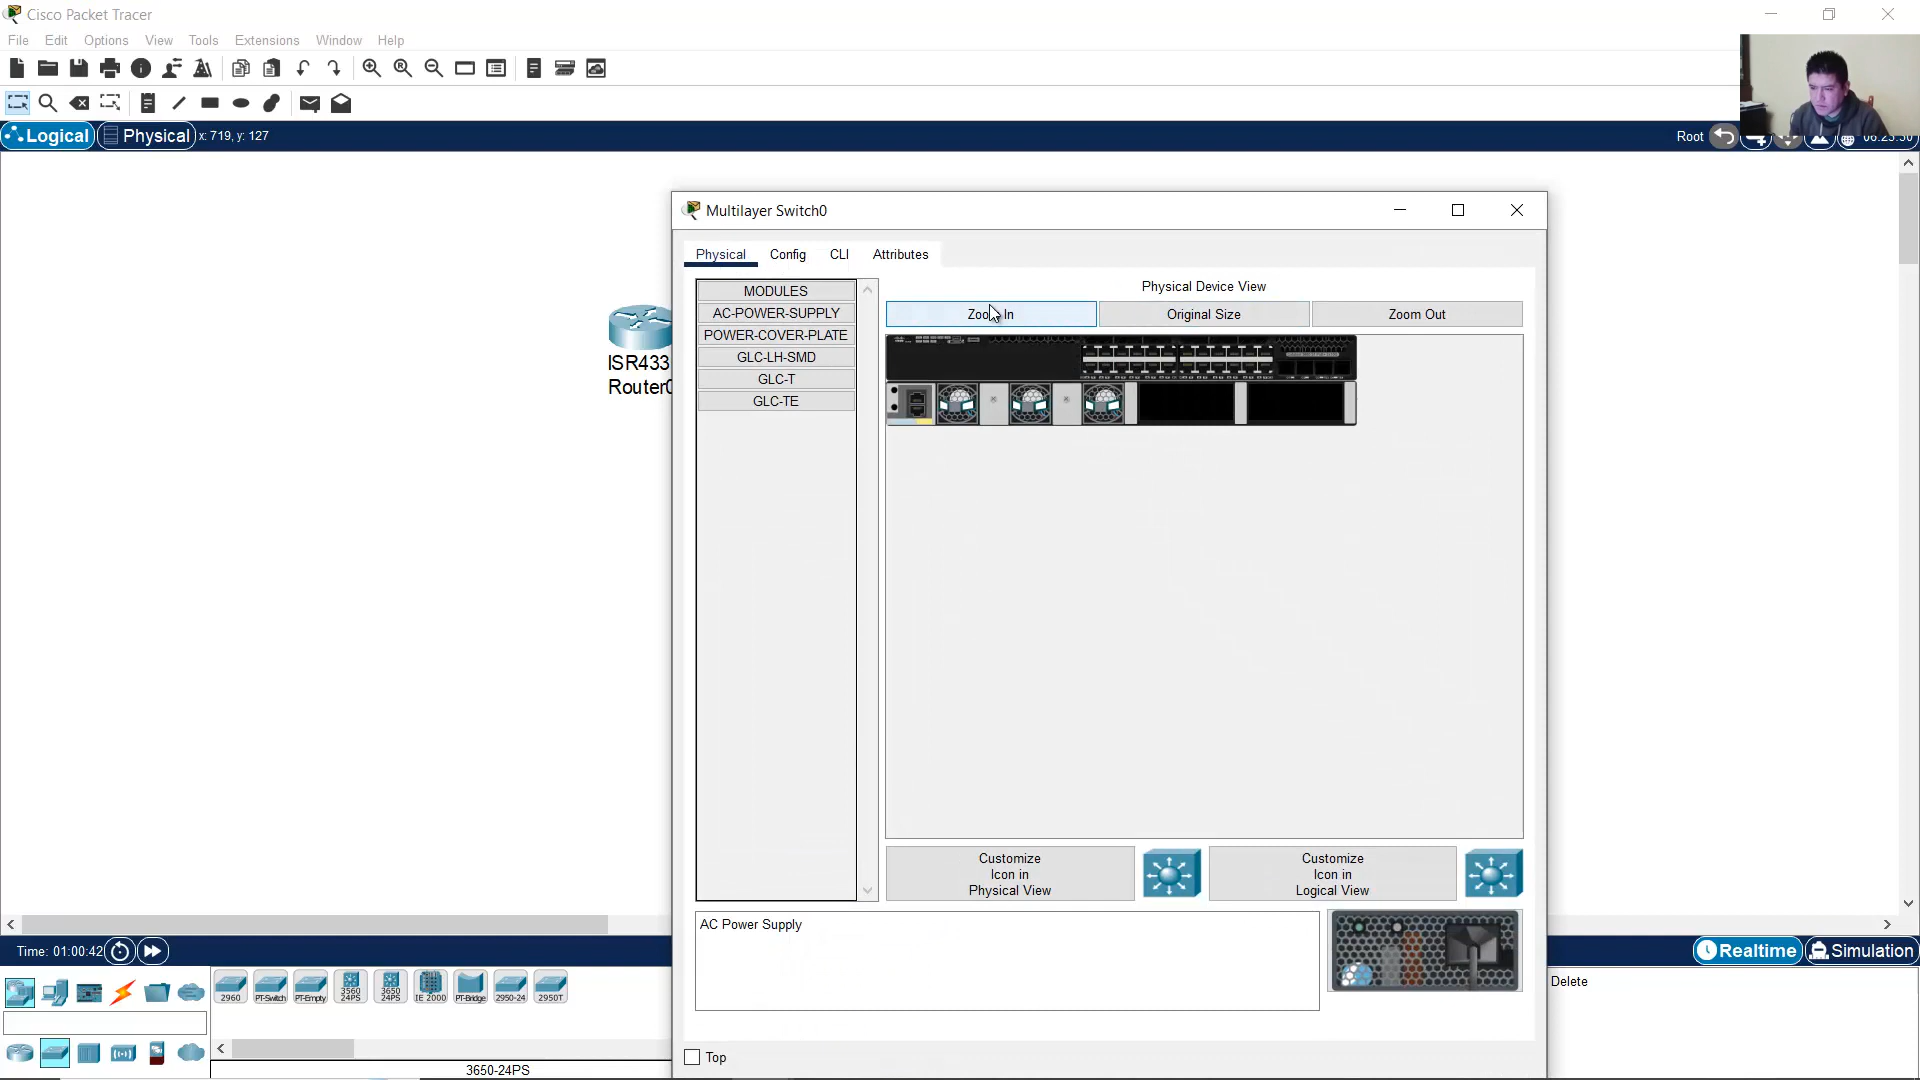 Cisco Packet Tracer
File Edit Options View Tools Extensions Window Help
Logical Physical x: 719, y: 127 Root
Multilayer Switch0
Physical Config CLI Attributes
MODULES
AC-POWER-SUPPLY
POWER-COVER-PLATE
GLC-LH-SMD
GLC-T
GLC-TE
Physical Device View
Zoom In Original Size Zoom Out
ISR433
Router0
Customize
Icon in
Physical View
Customize
Icon in
Logical View
AC Power Supply
Time: 01:00:42 Realtime Simulation
2960 PT-Switch PT-Empty 3560 24PS 3650 24PS IE 2000 PT-Bridge 2950-24 2950T
Delete
Top
3650-24PS